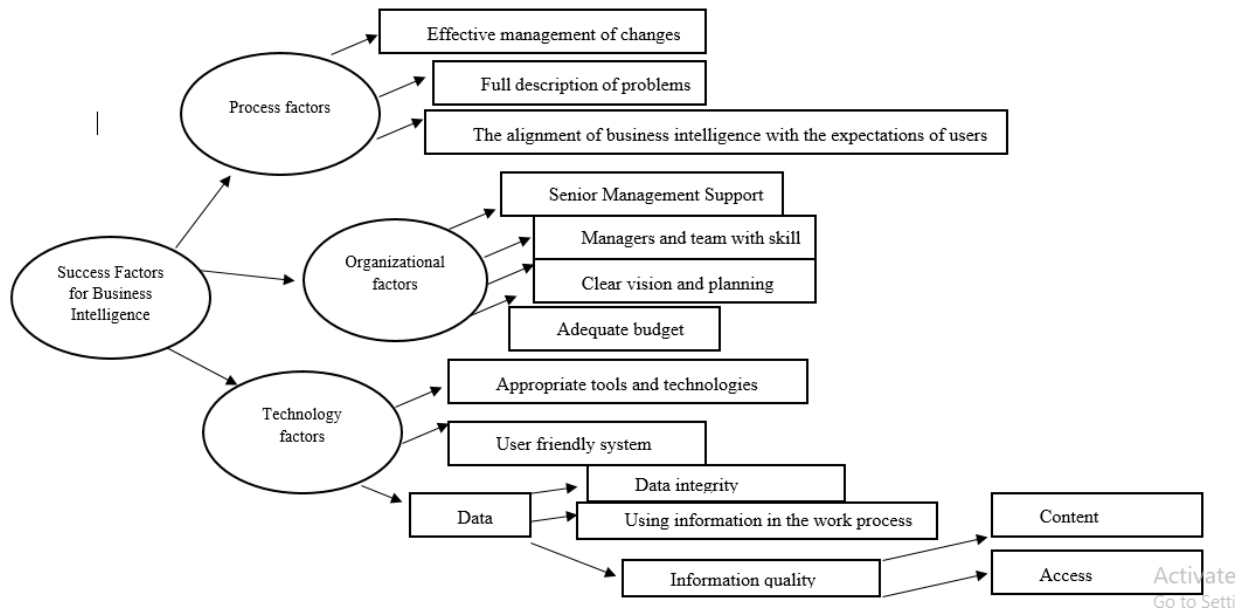 Effective management of changes
Full description of problems
Process factors
The alignment of business intelligence with the expectations of users
Senior Management Support
Managers and team with skill
Organizational
factors
Clear vision and planning
Success Factors
for Business
Intelligence
Adequate budget
Appropriate tools and technologies
Technology
factors
User friendly system
Data integrity
Data
Using information in the work process
Content
Information quality
Access
Activate
Go to Setti